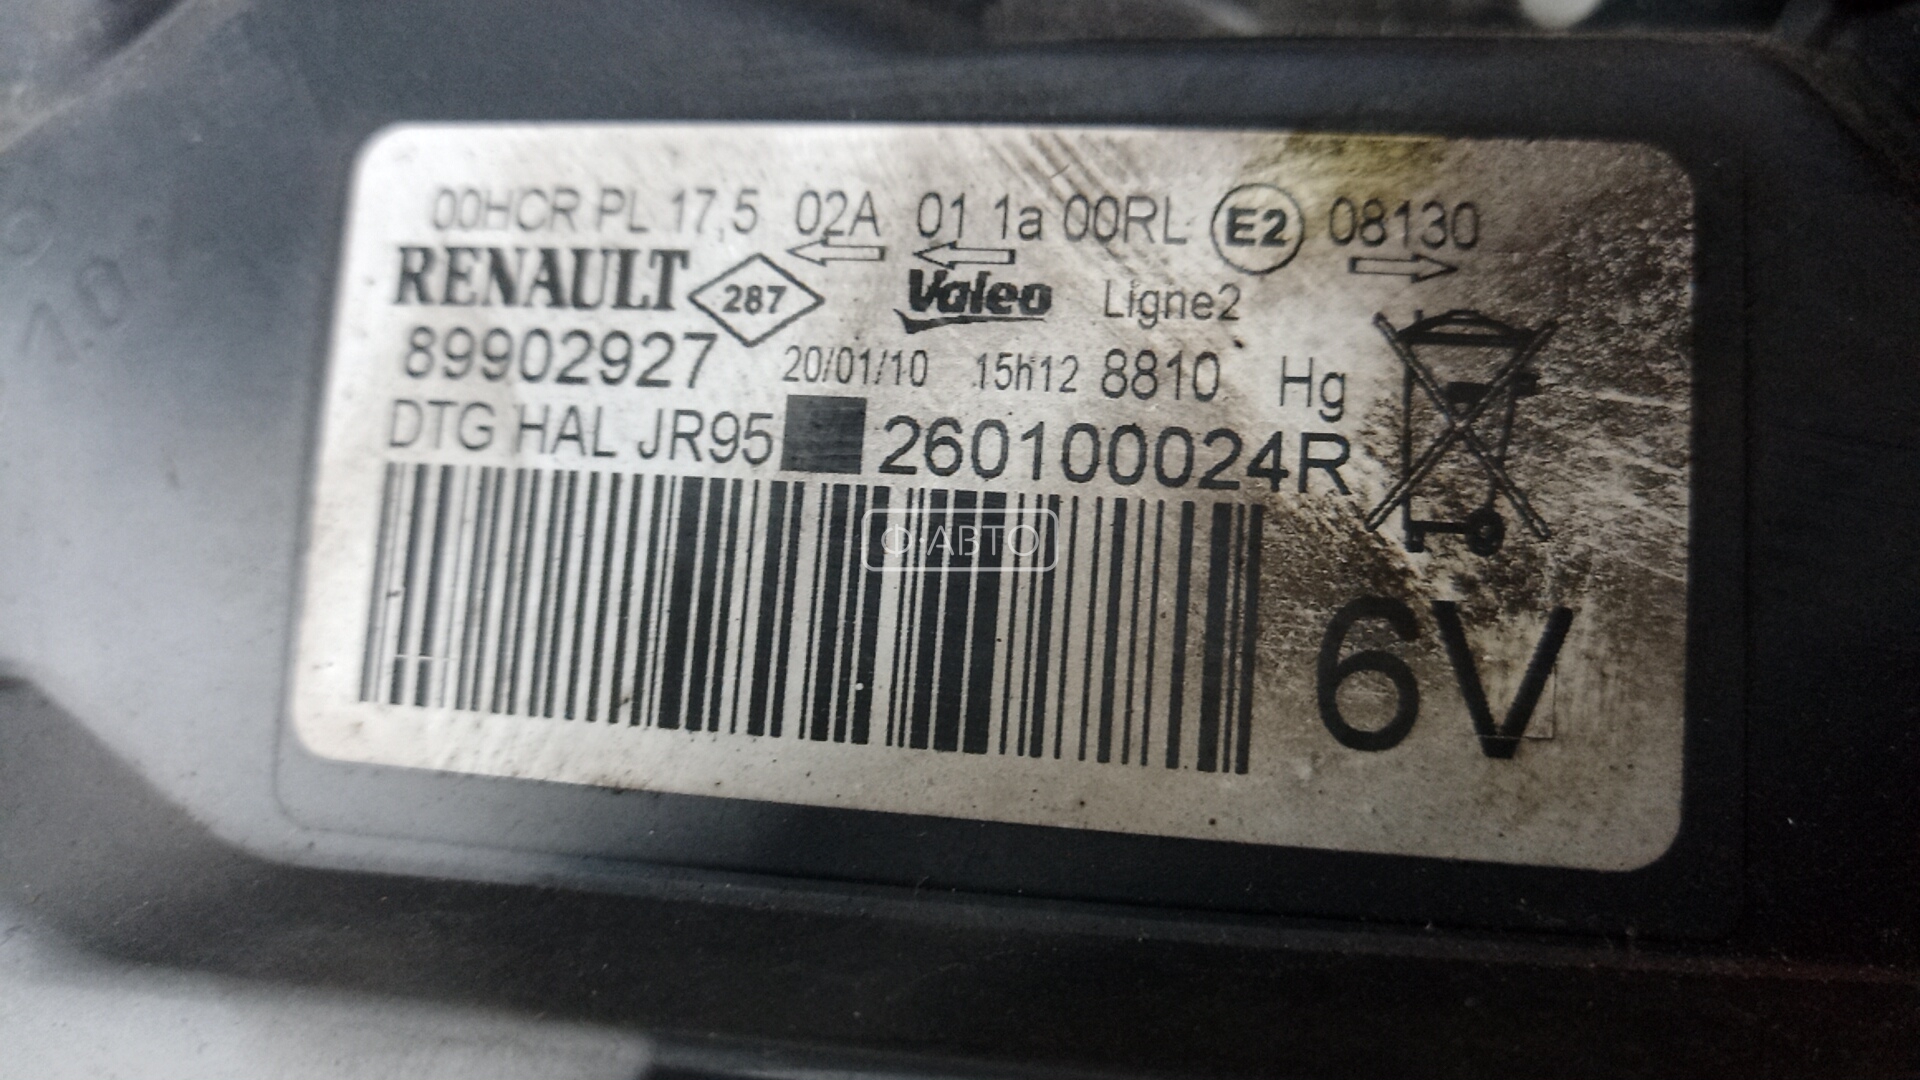 00HCR PL 17,5 02A 01 1a 00RL E2 08130
RENAULT 287 Valeo Ligne2
89902927 20/01/10 15h12 8810 Hg
DTG HAL JR95 260100024R
Ф·АВТО
6V